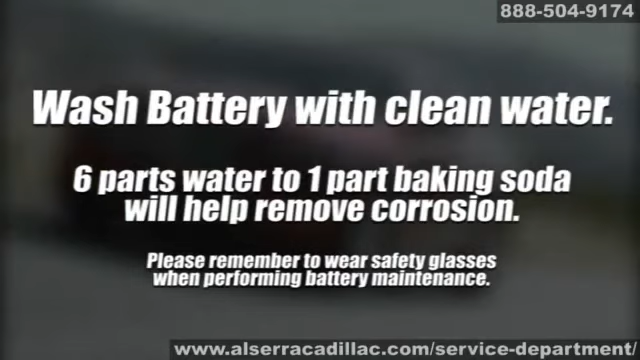 888-504-9174
Wash Battery with clean water.
6 parts water to 1 part baking soda
will help remove corrosion.
Please remember to wear safety glasses
when performing battery maintenance.
www.alserracadillac.com/service-department/